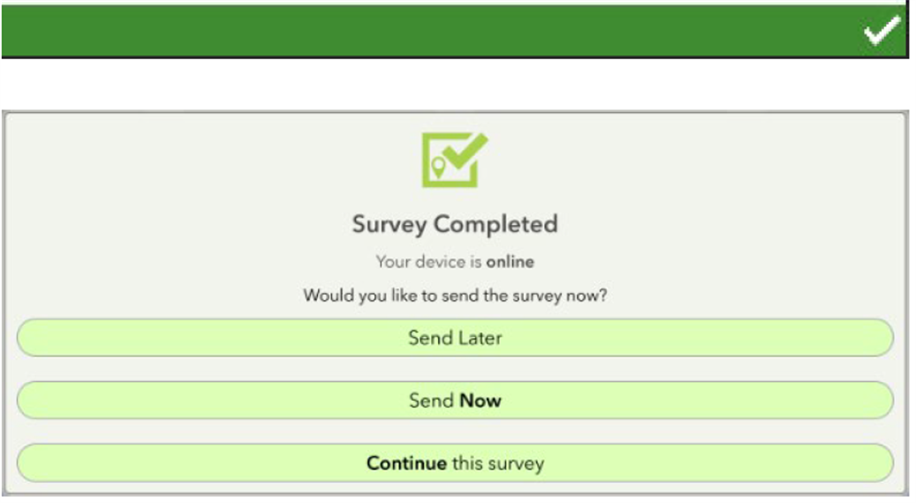 Survey Completed
Your device is online
Would you like to send the survey now?
Send Later
Send Now
Continue this survey